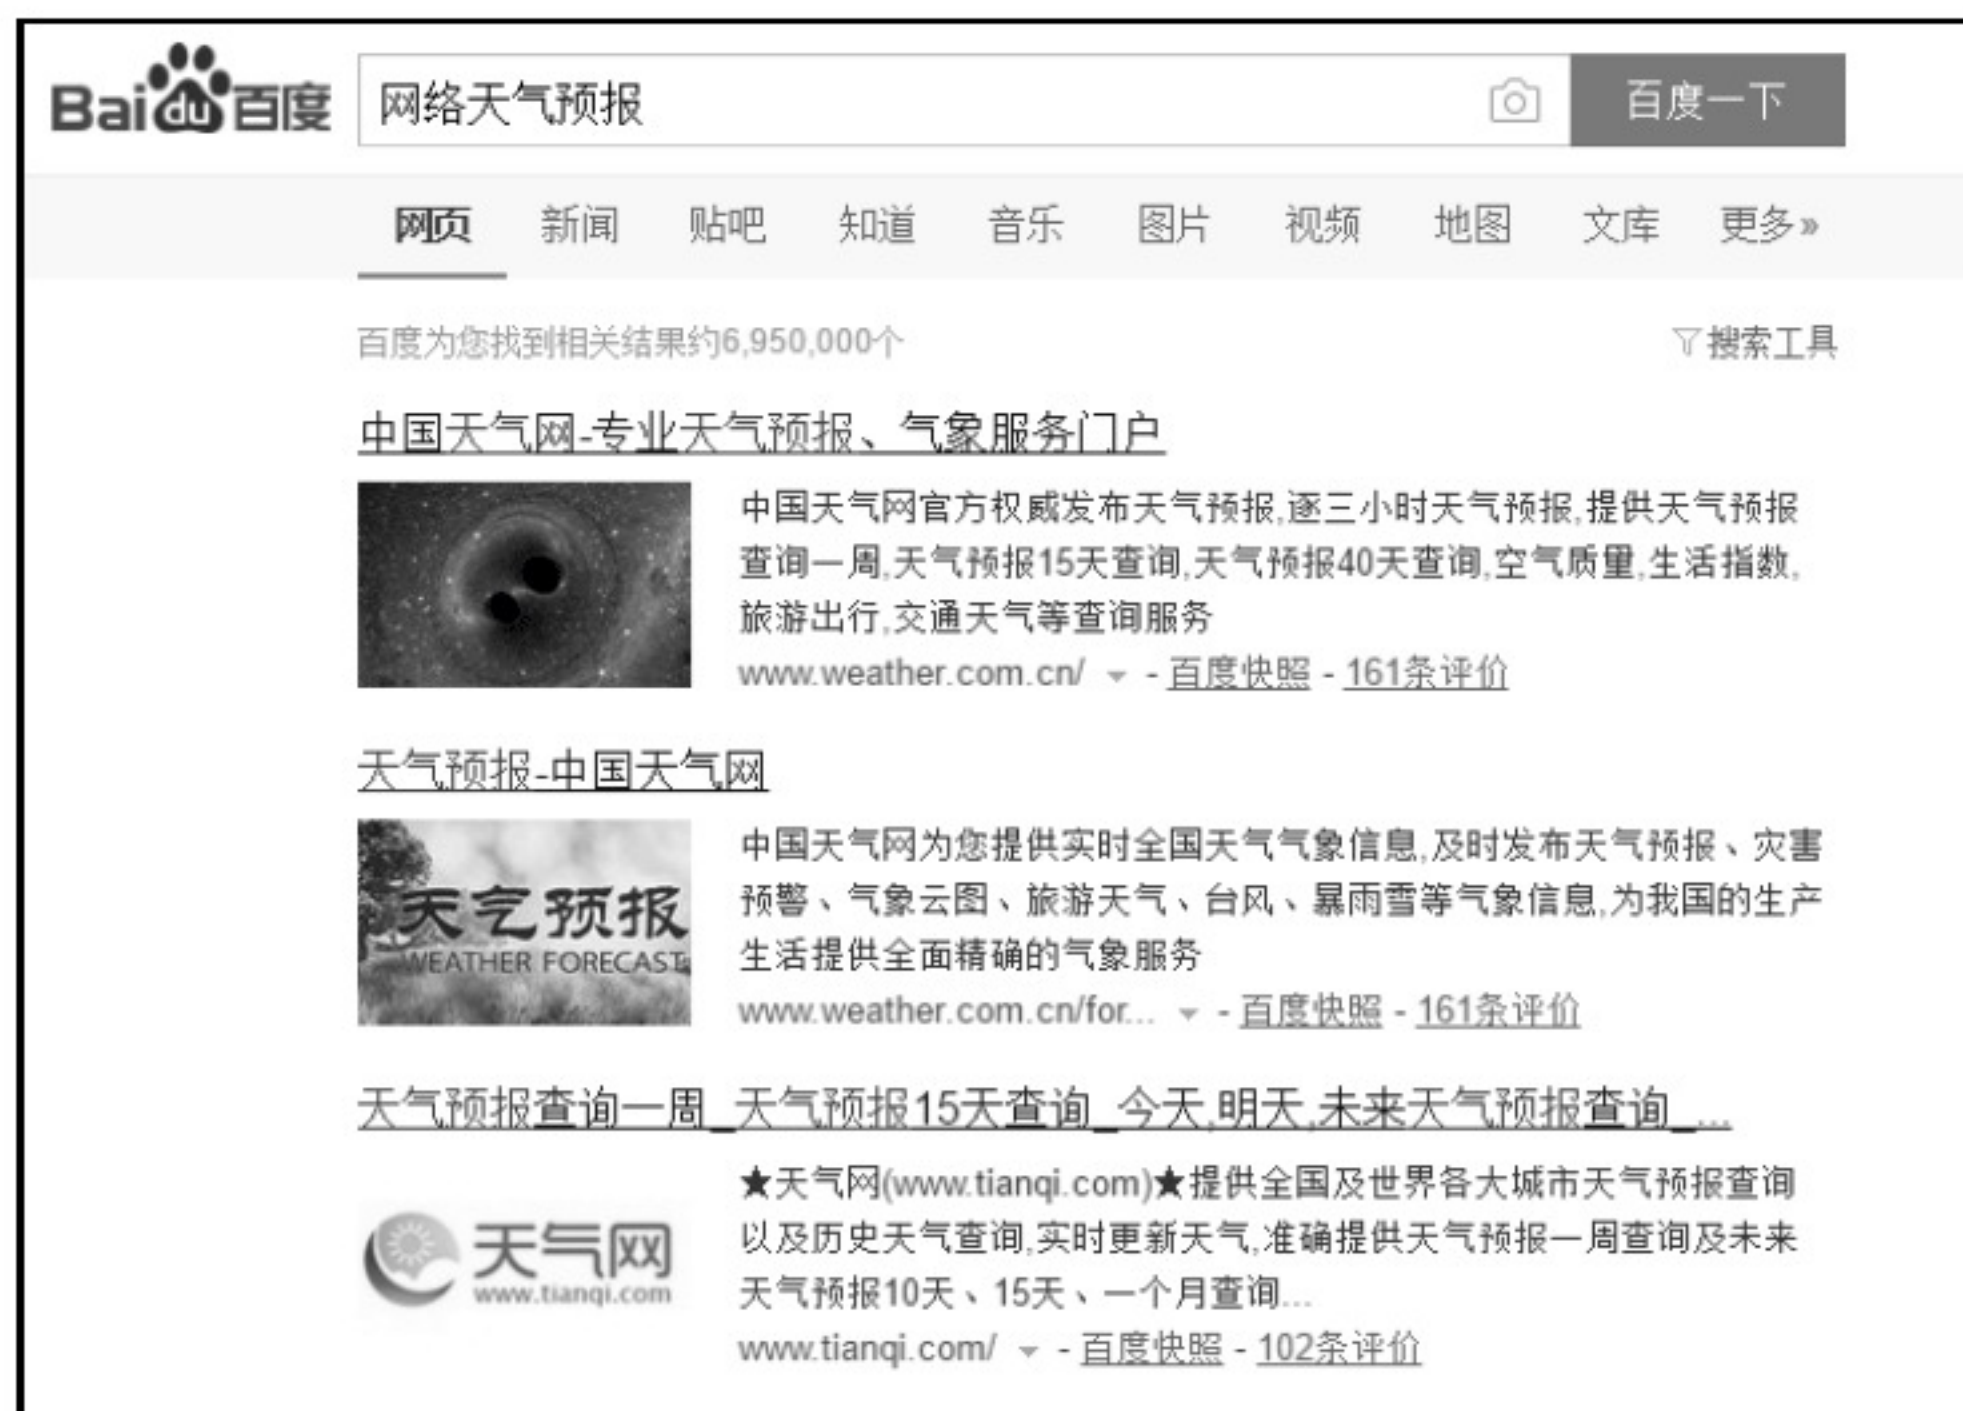 Bai du 百度
网络天气预报
百度一下
网页 新闻 贴吧 知道 音乐 图片 视频 地图 文库 更多»
百度为您找到相关结果约6,950,000个
搜索工具
中国天气网-专业天气预报、气象服务门户
中国天气网官方权威发布天气预报,逐三小时天气预报,提供天气预报
查询一周,天气预报15天查询,天气预报40天查询,空气质量,生活指数,
旅游出行,交通天气等查询服务
www.weather.com.cn/ - 百度快照 - 161条评价
天气预报-中国天气网
天气预报
WEATHER FORECAST
中国天气网为您提供实时全国天气气象信息,及时发布天气预报、灾害
预警、气象云图、旅游天气、台风、暴雨雪等气象信息,为我国的生产
生活提供全面精确的气象服务
www.weather.com.cn/for... - 百度快照 - 161条评价
天气预报查询一周_天气预报15天查询_今天,明天,未来天气预报查询_...
天气网
www.tianqi.com
★天气网(www.tianqi.com)★提供全国及世界各大城市天气预报查询
以及历史天气查询,实时更新天气,准确提供天气预报一周查询及未来
天气预报10天、15天、一个月查询...
www.tianqi.com/ - 百度快照 - 102条评价